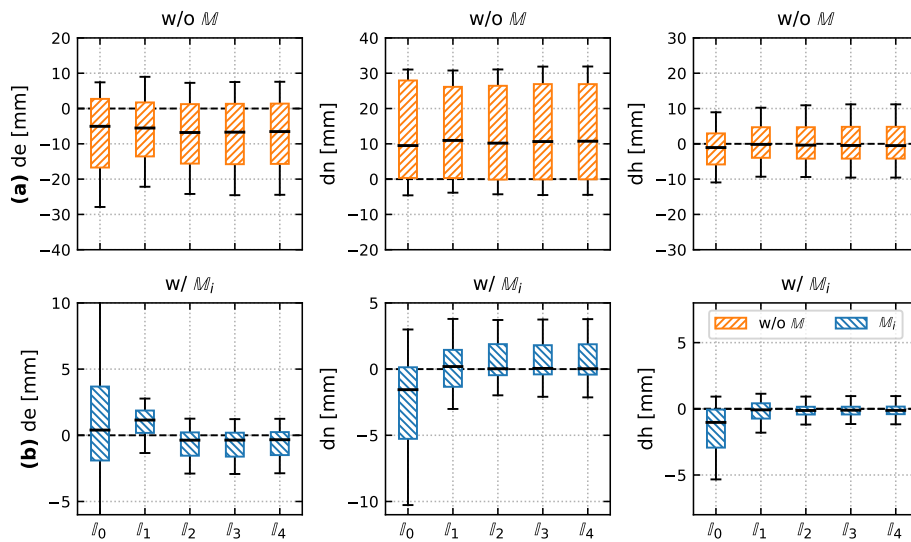 w/o 𝕄 w/o 𝕄 w/o 𝕄
(a) de [mm]
20
10
0
−10
−20
−30
−40
dn [mm]
40
30
20
10
0
−10
20
dh [mm]
30
20
10
0
−10
−20
30
w/ 𝕄ᵢ w/ 𝕄ᵢ w/ 𝕄ᵢ
(b) de [mm]
10
5
0
−5
𝕀₀ 𝕀₁ 𝕀₂ 𝕀₃ 𝕀₄
dn [mm]
5
0
−5
−10
𝕀₀ 𝕀₁ 𝕀₂ 𝕀₃ 𝕀₄
dh [mm]
5
0
−5
w/o 𝕄 𝕄ᵢ
𝕀₀ 𝕀₁ 𝕀₂ 𝕀₃ 𝕀₄